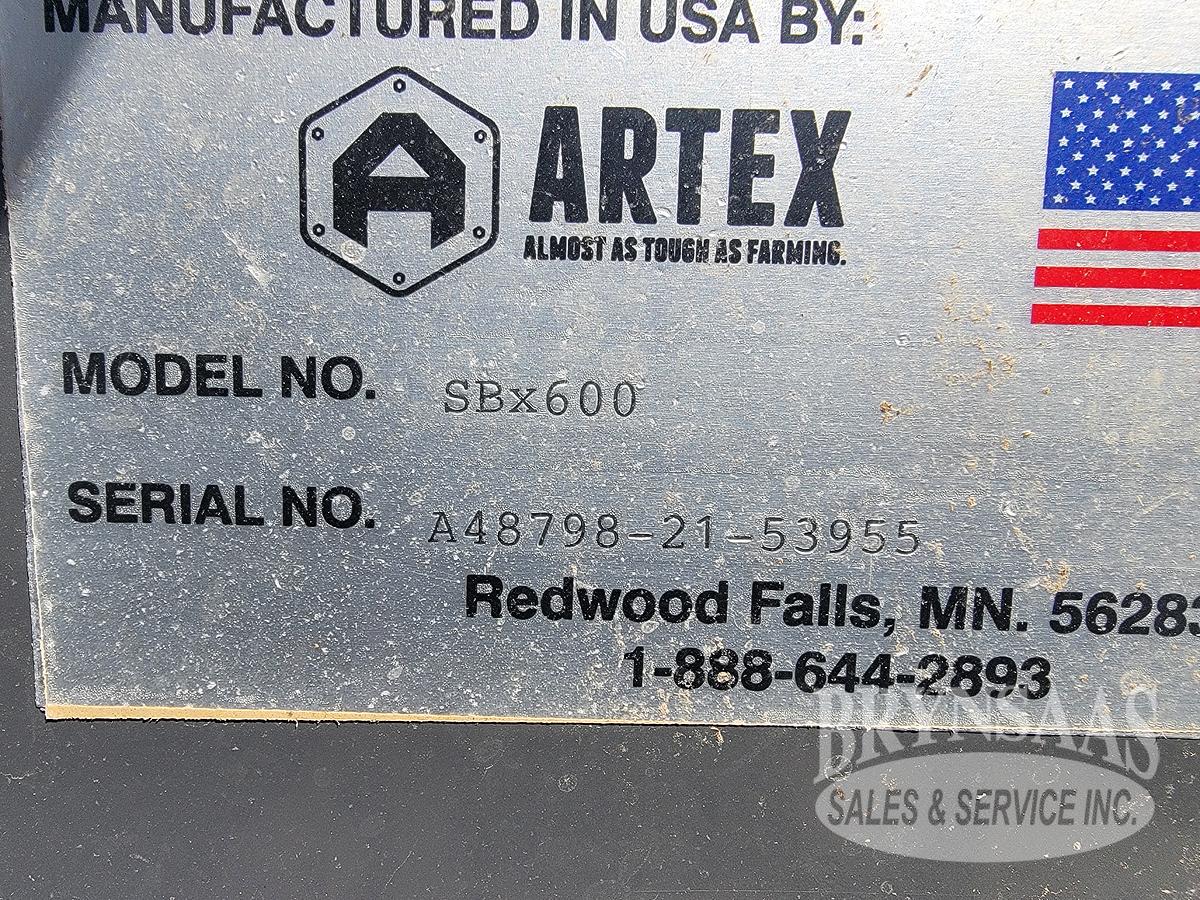 MANUFACTURED IN USA BY:
A ARTEX
ALMOST AS TOUGH AS FARMING.
MODEL NO. SBx600
SERIAL NO. A48798-21-53955
Redwood Falls, MN. 56283
1-888-644-2893
BRYNSAAS
SALES & SERVICE INC.